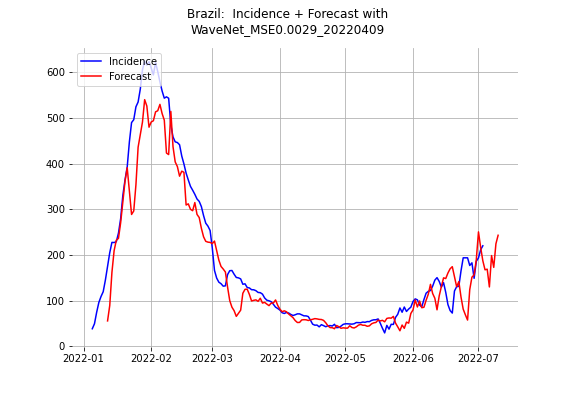 Brazil:  Incidence + Forecast with
WaveNet_MSE0.0029_20220409
Incidence
Forecast
600
500
400
300
200
100
0
2022-01 2022-02 2022-03 2022-04 2022-05 2022-06 2022-07